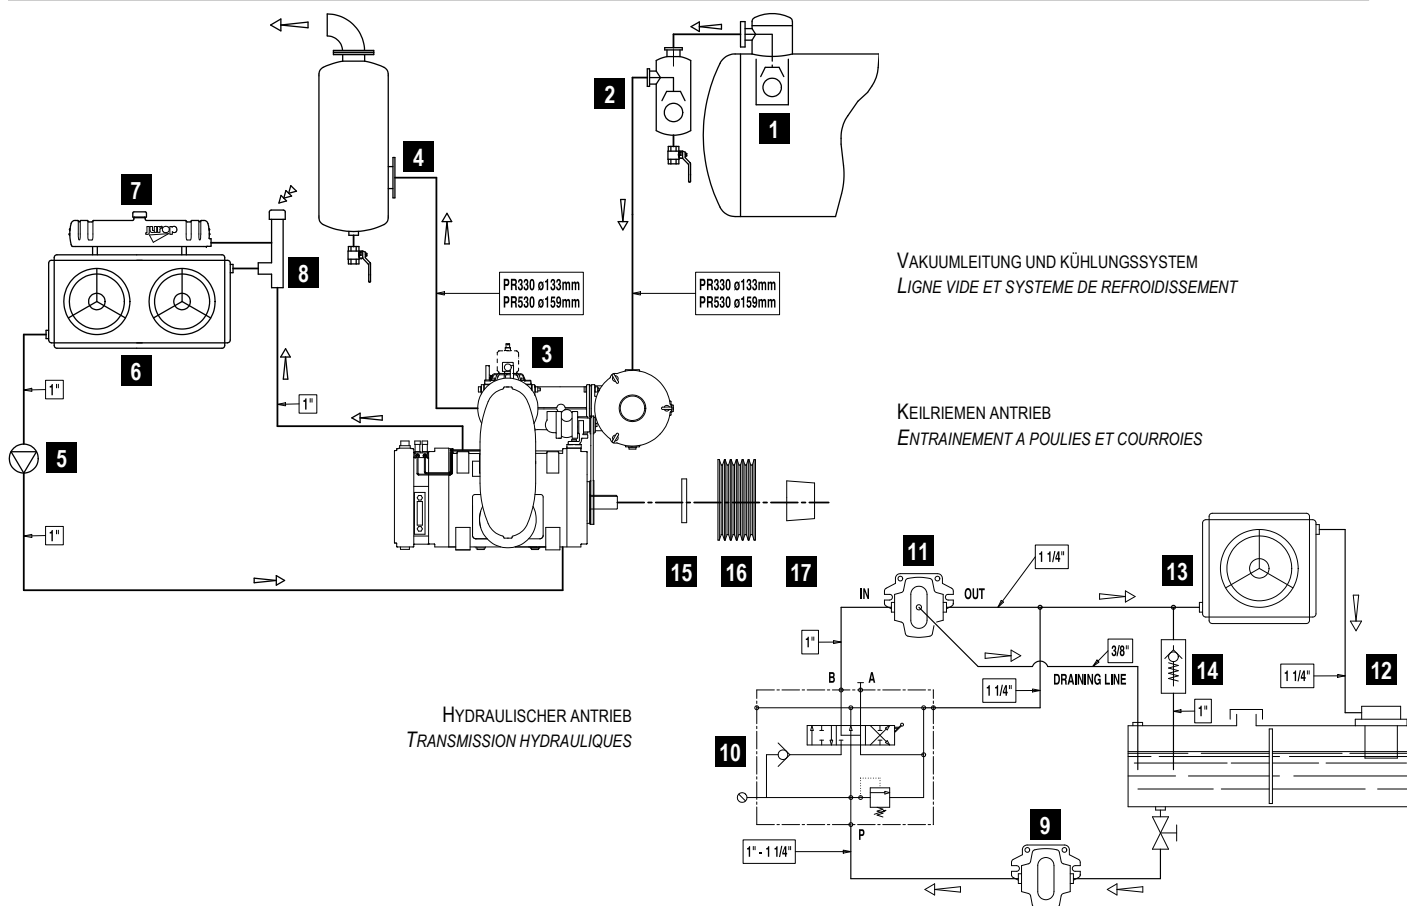 1
2
4
7
JUROP
8
PR330 ø133mm
PR530 ø159mm
PR330 ø133mm
PR530 ø159mm
VAKUUMLEITUNG UND KÜHLUNGSSYSTEM
LIGNE VIDE ET SYSTEME DE REFROIDISSEMENT
3
6
1"
1"
5
1"
KEILRIEMEN ANTRIEB
ENTRAINEMENT A POULIES ET COURROIES
15
16
17
11
1 1/4"
13
IN
OUT
1"
3/8"
14
12
1 1/4"
B
A
1 1/4"
DRAINING LINE
1"
HYDRAULISCHER ANTRIEB
TRANSMISSION HYDRAULIQUES
10
9
P
1" - 1 1/4"